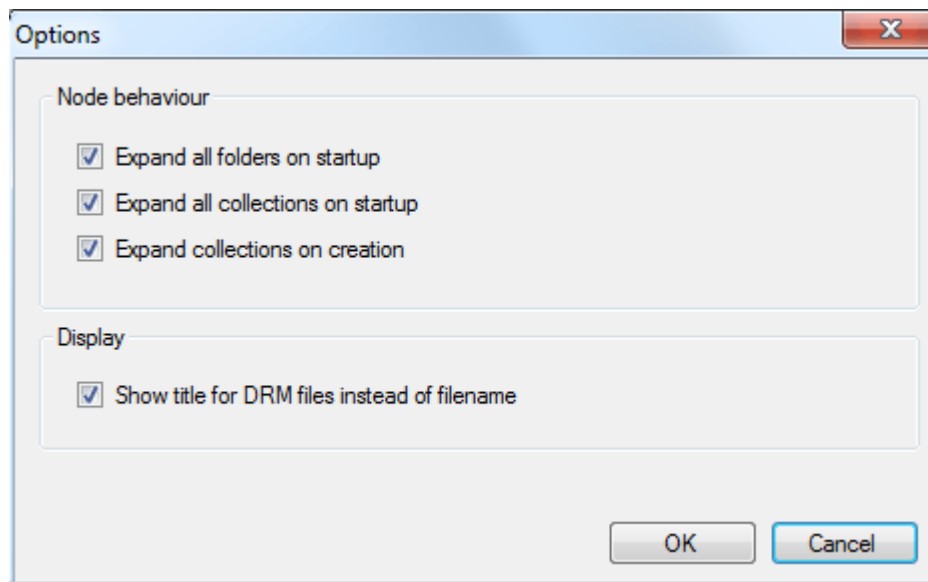 Options
Node behaviour
Expand all folders on startup
Expand all collections on startup
Expand collections on creation
Display
Show title for DRM files instead of filename
OK Cancel